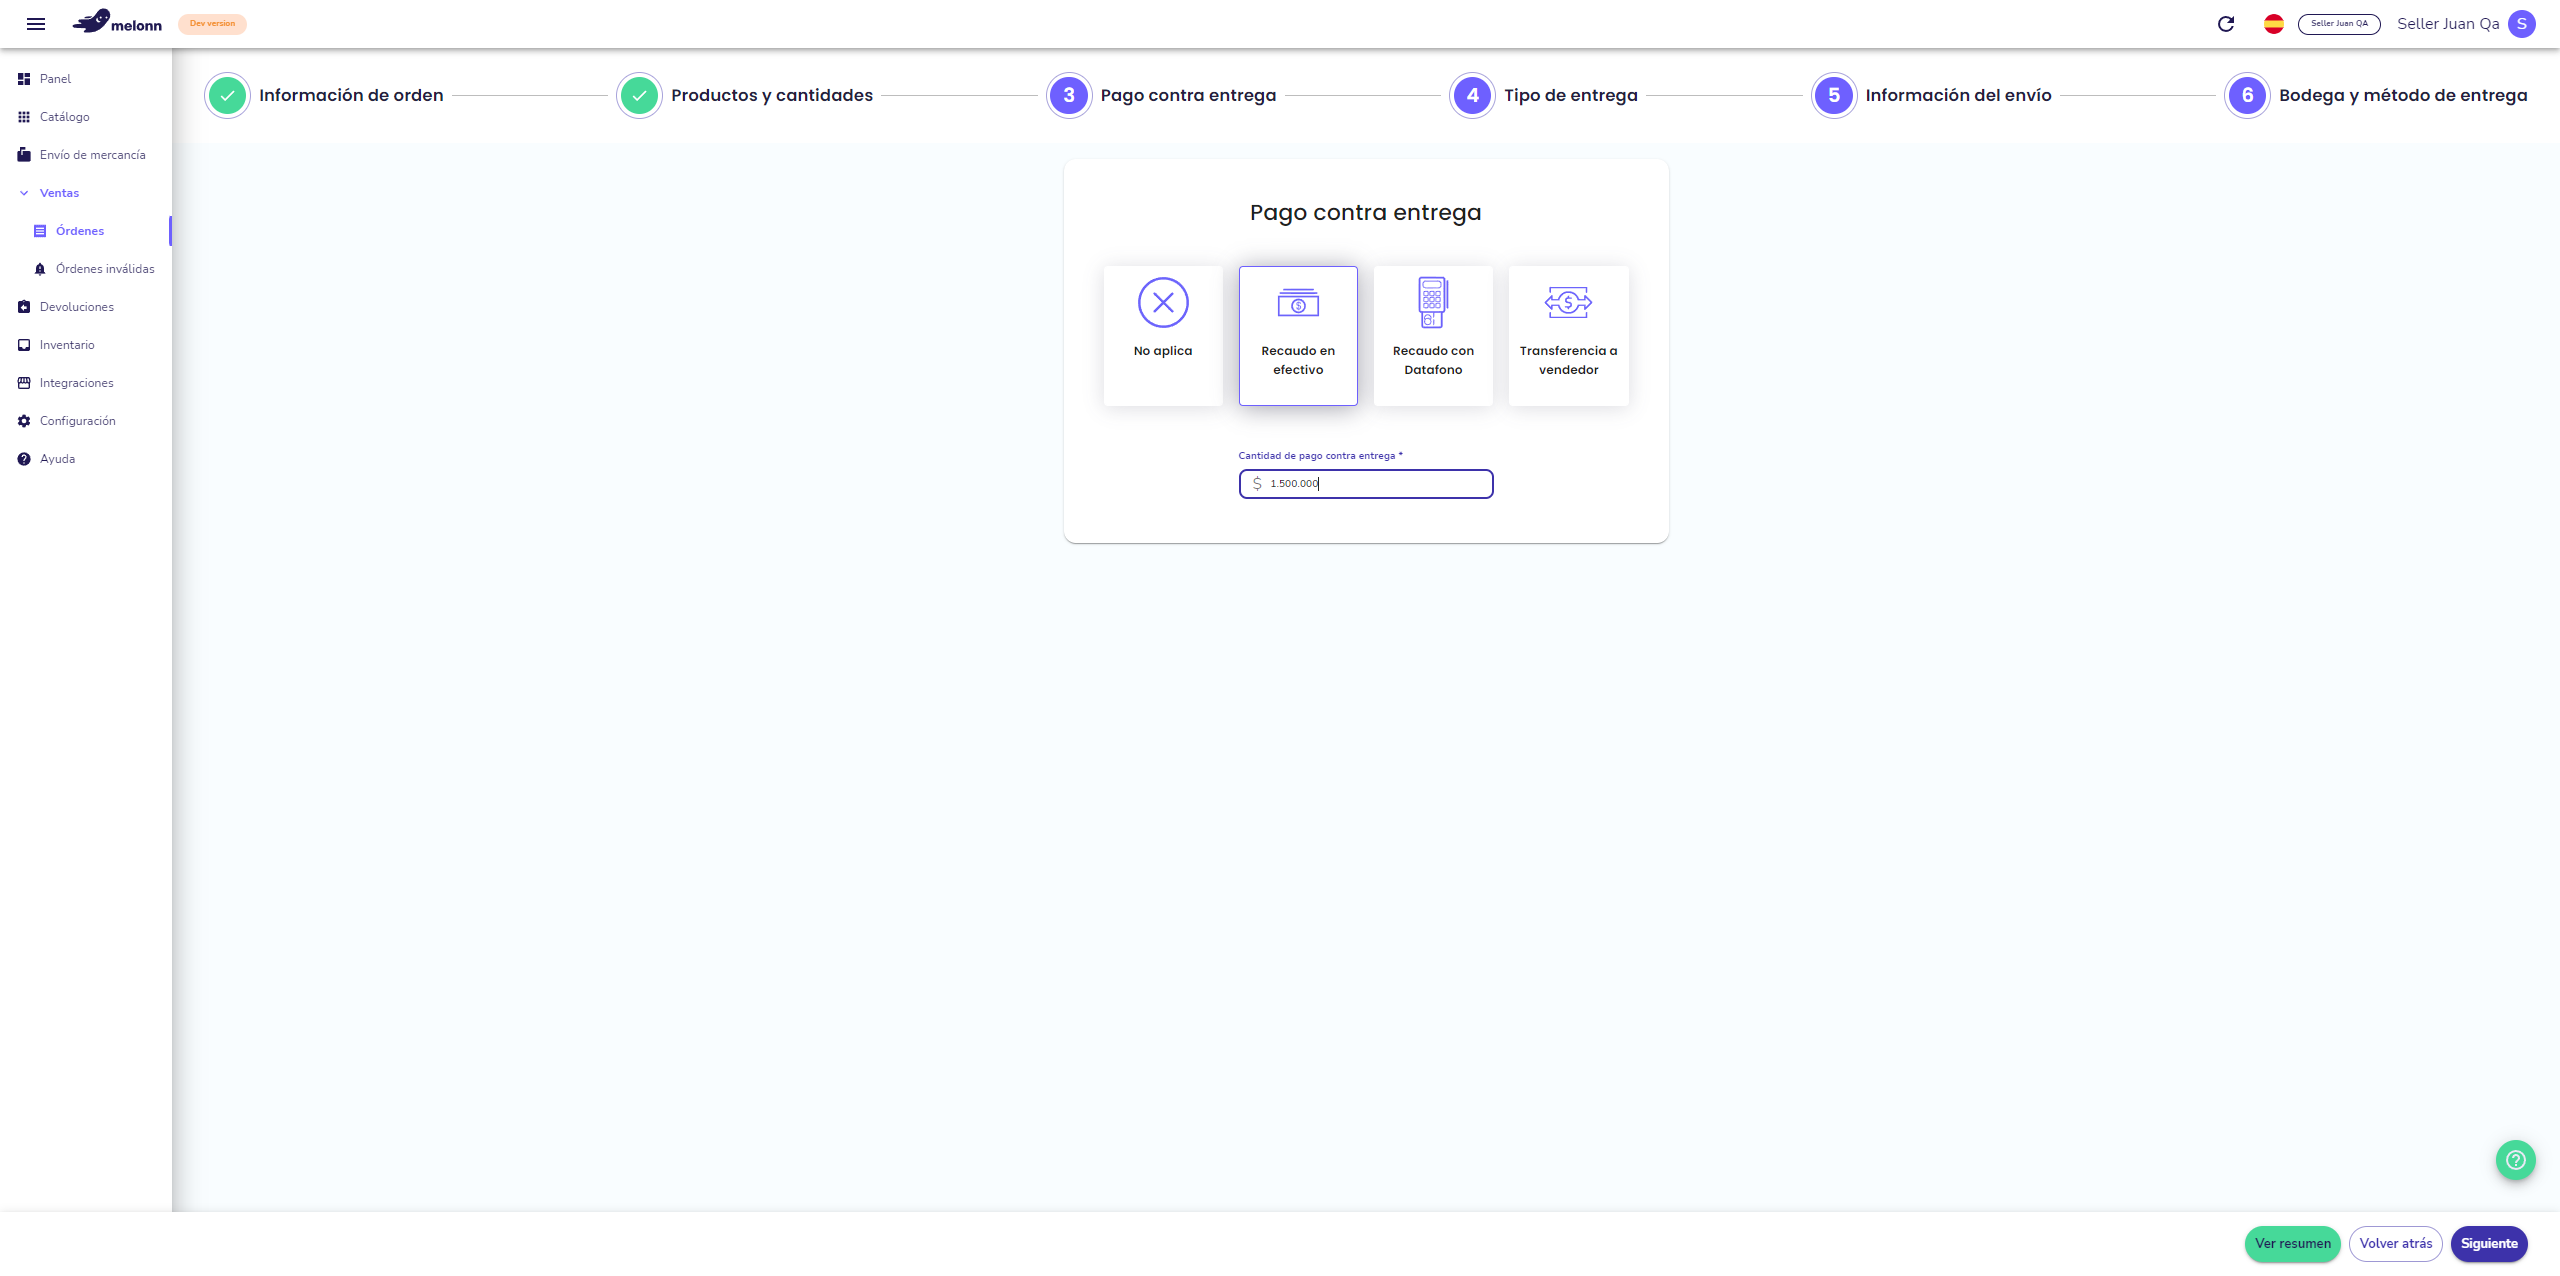 melonn
Dev version
Seller Juan QA
Seller Juan Qa
S
Panel
Catálogo
Envío de mercancía
Ventas
Órdenes
Órdenes inválidas
Devoluciones
Inventario
Integraciones
Configuración
Ayuda
Información de orden
Productos y cantidades
3 Pago contra entrega
4 Tipo de entrega
5 Información del envío
6 Bodega y método de entrega
Pago contra entrega
No aplica
Recaudo en
efectivo
Recaudo con
Datafono
Transferencia a
vendedor
Cantidad de pago contra entrega *
$ 1.500.000
Ver resumen
Volver atrás
Siguiente